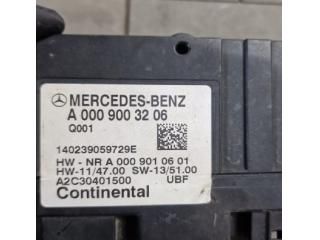 MERCEDES-BENZ
A 000 900 32 06
Q001
140239059729E
HW - NR A 000 901 06 01
HW-11/47.00 SW-13/51.00
A2C30401500 UBF
Continental